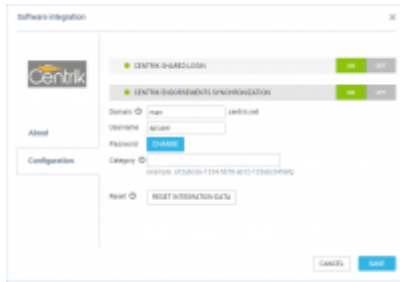 Software integration
Centrik
CENTRIK SHARED LOGIN ON OFF
CENTRIK ENDORSEMENTS SYNCHRONIZATION ON OFF
Domain .centrik.net
Username
Password CHANGE
About
Configuration
Category
example:
Reset RESET INTEGRATION DATA
CANCEL SAVE